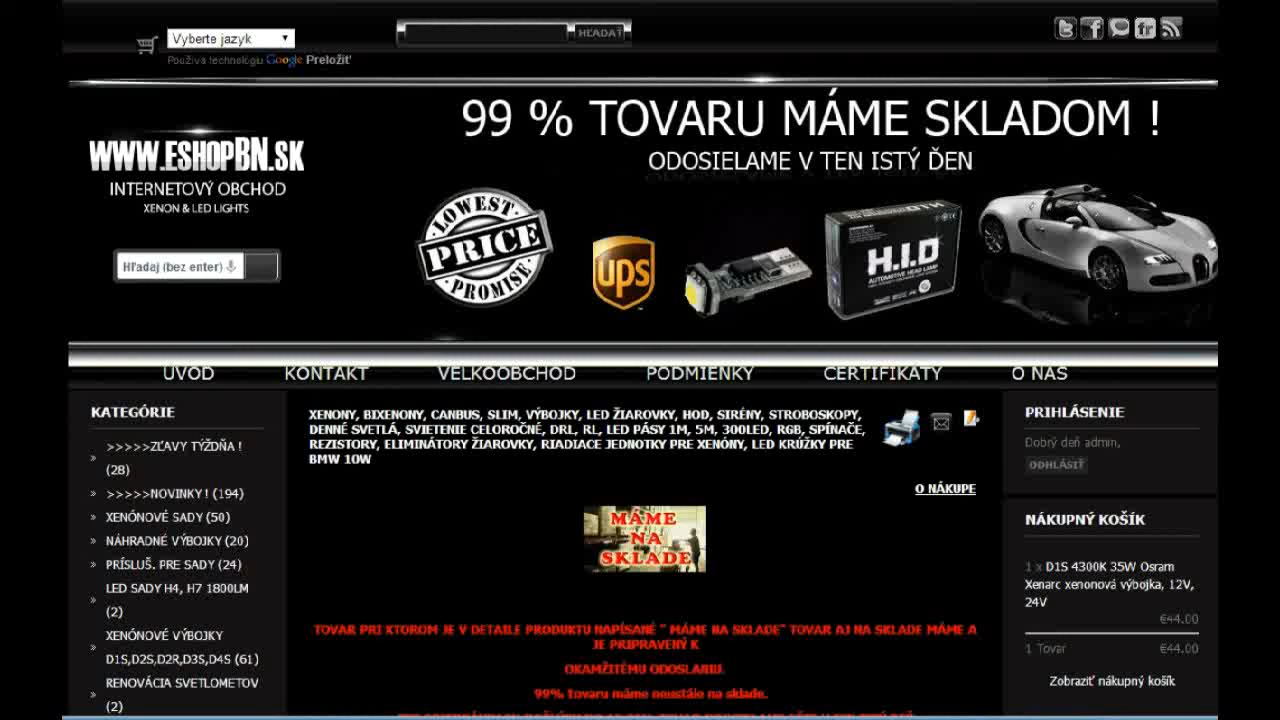 Vyberte jazyk
HĽADAŤ
Používa technológiu Google Preložiť
99 % TOVARU MÁME SKLADOM !
ODOSIELAME V TEN ISTÝ ĎEN
WWW.ESHOPBN.SK
INTERNETOVÝ OBCHOD
XENON & LED LIGHTS
Hľadaj (bez enter)
LOWEST
PRICE
PROMISE
ups
H.I.D
AUTOMOTIVE HEAD LAMP
ÚVOD KONTAKT VELKOOBCHOD PODMIENKY CERTIFIKÁTY O NÁS
KATEGÓRIE
>>>>>ZĽAVY TÝŽDŇA !
(28)
>>>>>NOVINKY! (194)
XENÓNOVÉ SADY (50)
NÁHRADNÉ VÝBOJKY (20)
PRÍSLUŠ. PRE SADY (24)
LED SADY H4, H7 1800LM
(2)
XENÓNOVÉ VÝBOJKY
D1S,D2S,D2R,D3S,D4S (61)
RENOVÁCIA SVETLOMETOV
(2)
XENONY, BIXENONY, CANBUS, SLIM, VÝBOJKY, LED ŽIAROVKY, HOD, SIRÉNY, STROBOSKOPY,
DENNÉ SVETLÁ, SVIETENIE CELOROČNÉ, DRL, RL, LED PÁSY 1M, 5M, 300LED, RGB, SPÍNAČE,
REZISTORY, ELIMINÁTORY ŽIAROVKY, RIADIACE JEDNOTKY PRE XENÓNY, LED KRÚŽKY PRE
BMW 10W
O NÁKUPE
MÁME
NA
SKLADE
TOVAR PRI KTOROM JE V DETAILE PRODUKTU NAPÍSANÉ " MÁME NA SKLADE" TOVAR AJ NA SKLADE MÁME A
JE PRIPRAVENÝ K
OKAMŽITÉMU ODOSLANIU.
99% Tovaru máme neustále na sklade.
PRIHLÁSENIE
Dobrý deň admin,
ODHLÁSIŤ
NÁKUPNÝ KOŠÍK
1 x D1S 4300K 35W Osram
Xenarc xenonová výbojka, 12V,
24V
€44.00
1 Tovar €44.00
Zobraziť nákupný košík